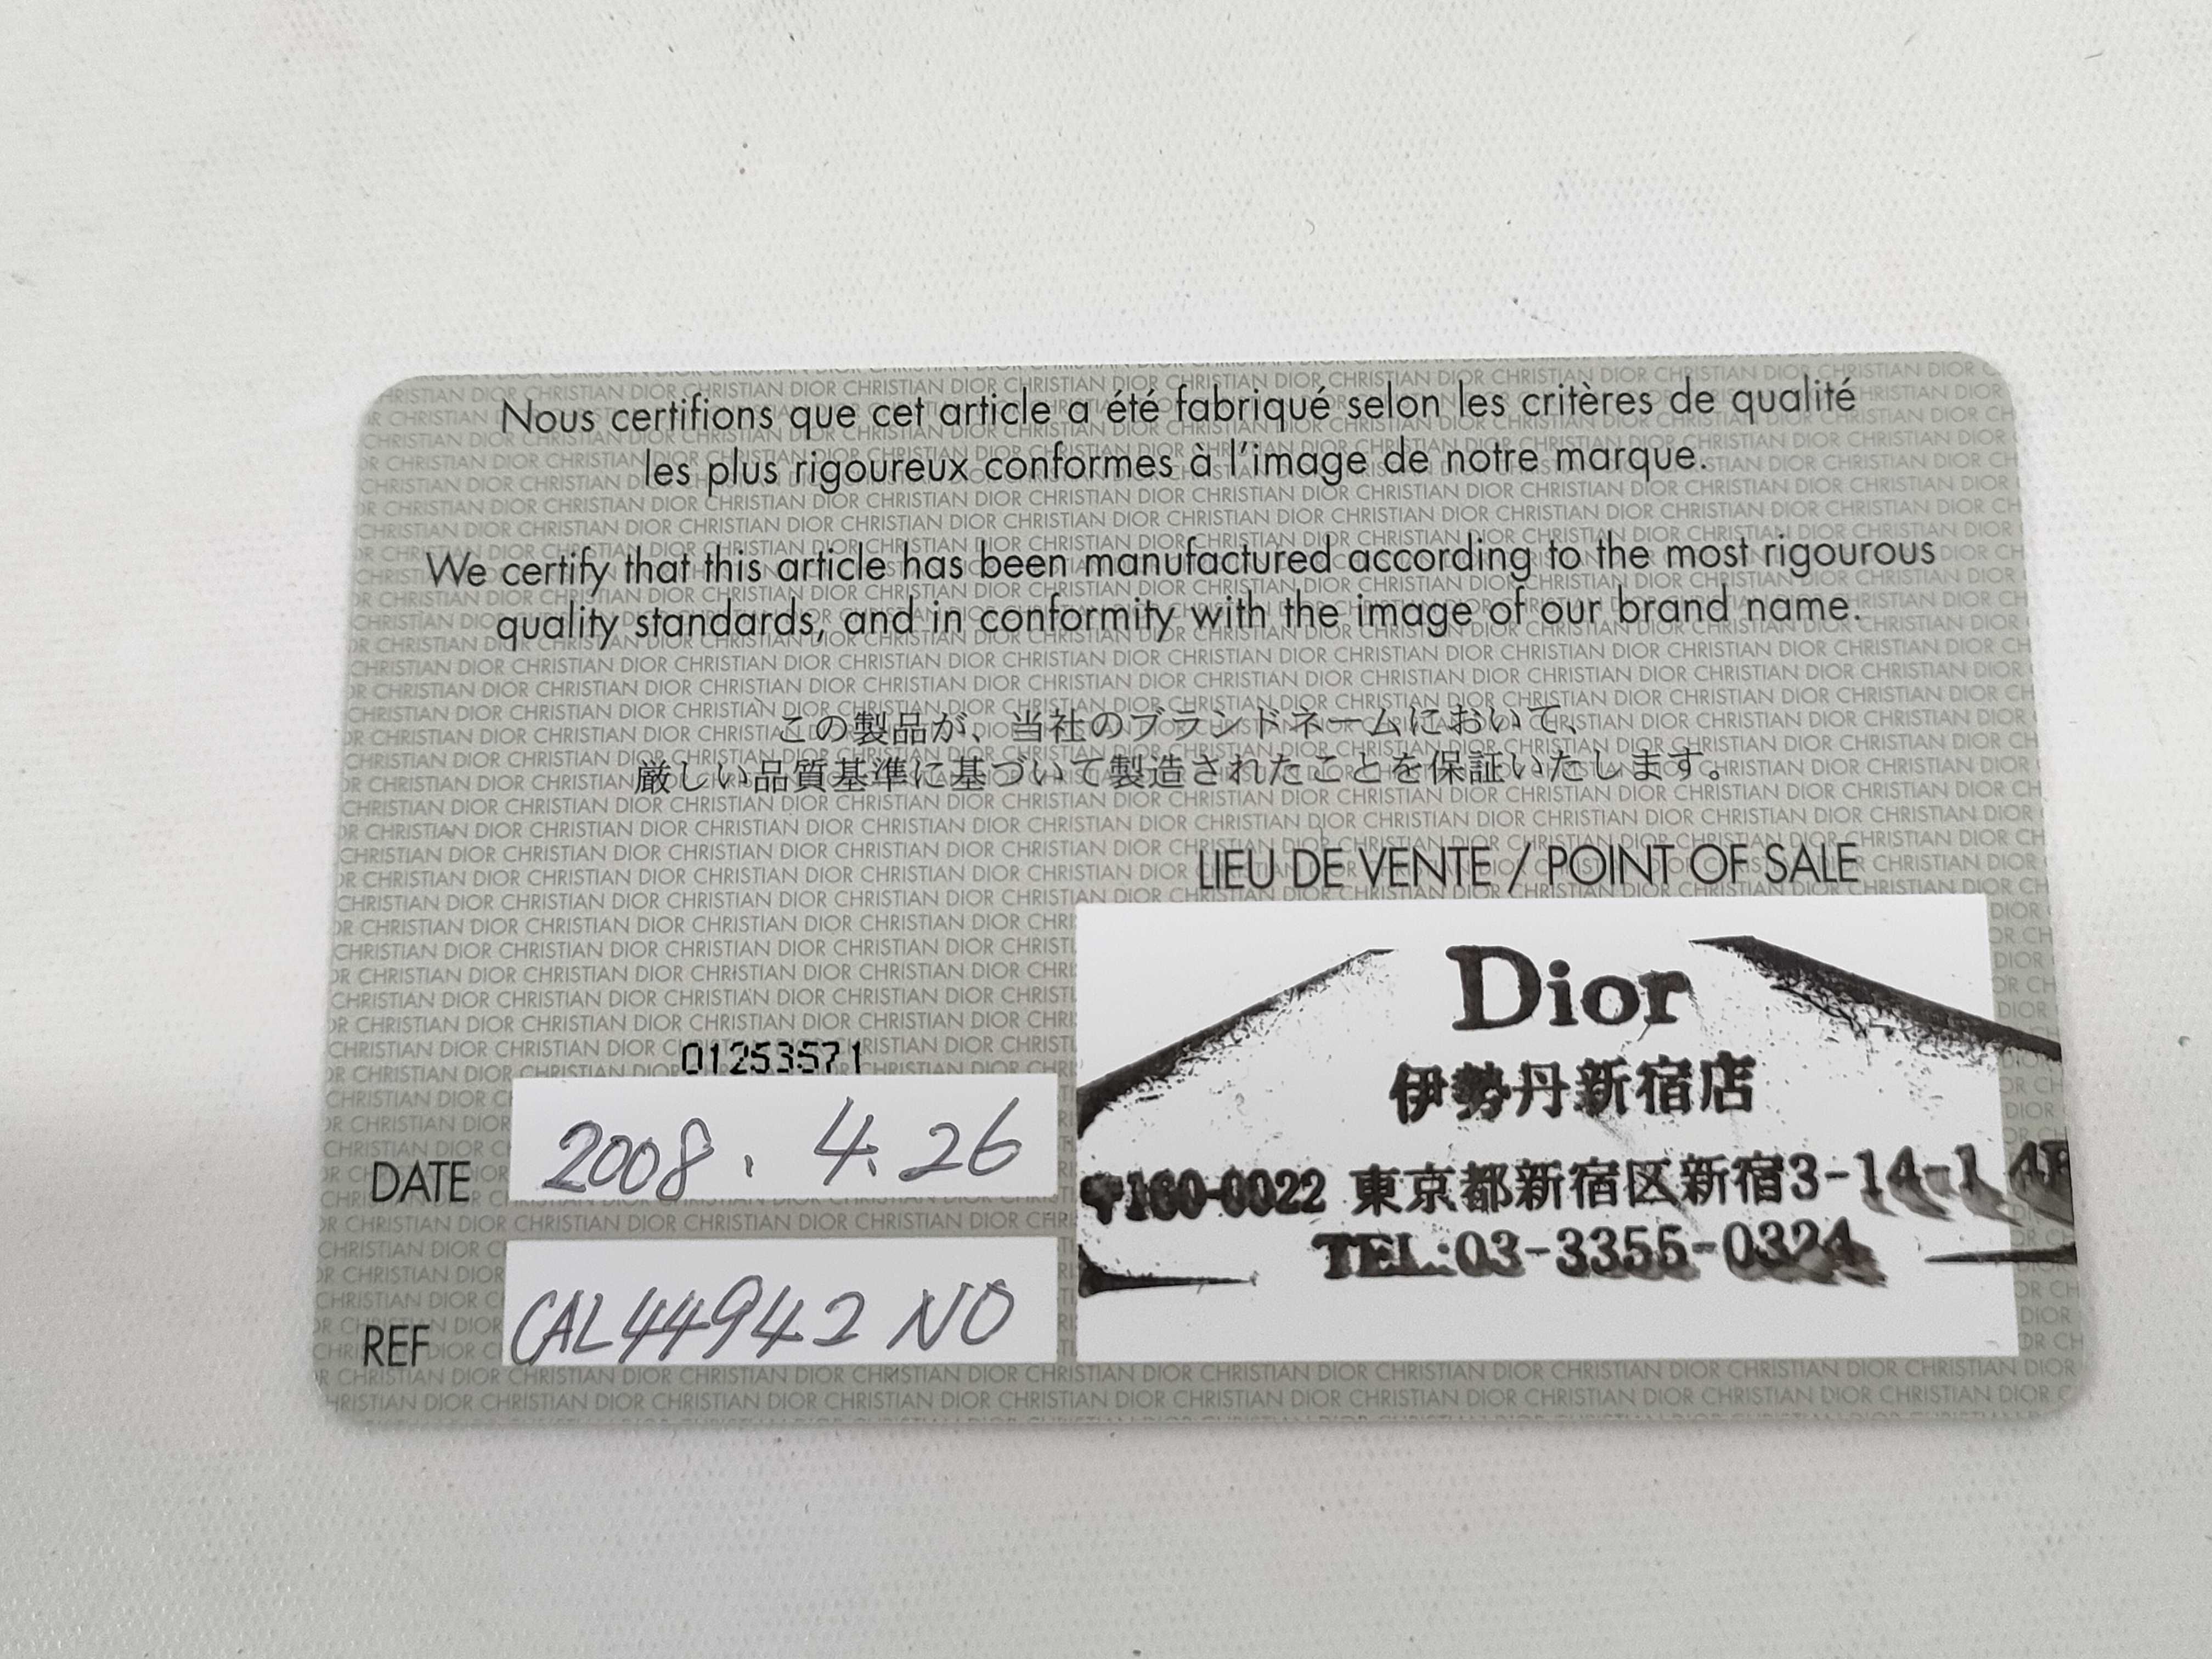 Nous certifions que cet article a été fabriqué selon les critères de qualité
les plus rigoureux conformes à l'image de notre marque.
We certify that this article has been manufactured according to the most rigourous
quality standards, and in conformity with the image of our brand name.
この製品が、当社のブランドネームにおいて、
厳しい品質基準に基づいて製造されたことを保証いたします。
LIEU DE VENTE / POINT OF SALE
Dior
伊勢丹新宿店
〒160-0022 東京都新宿区新宿3-14-1 4F
TEL:03-3355-0324
01253571
DATE 2008. 4. 26
REF CAL44942 NO